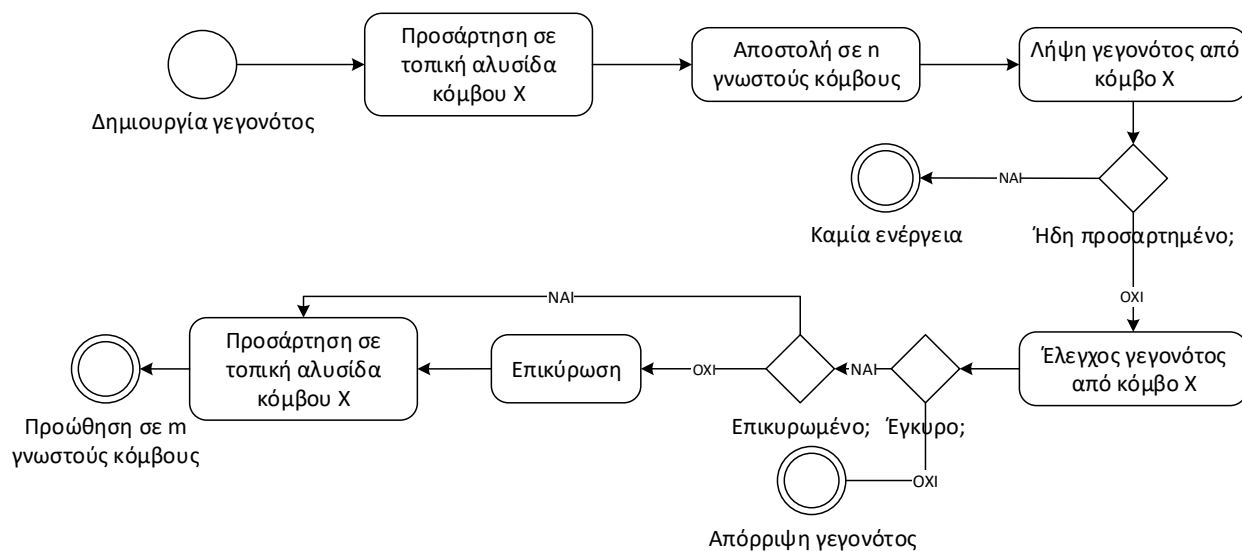 Προσάρτηση σε
τοπική αλυσίδα
κόμβου Χ
Αποστολή σε n
γνωστούς κόμβους
Λήψη γεγονότος από
κόμβο Χ
Δημιουργία γεγονότος
ΝΑΙ
Καμία ενέργεια
Ήδη προσαρτημένο;
ΟΧΙ
ΝΑΙ
Προσάρτηση σε
τοπική αλυσίδα
κόμβου Χ
Επικύρωση
ΟΧΙ
ΝΑΙ
Έλεγχος γεγονότος
από κόμβο Χ
Προώθηση σε m
γνωστούς κόμβους
Επικυρωμένο;
Έγκυρο;
ΟΧΙ
Απόρριψη γεγονότος